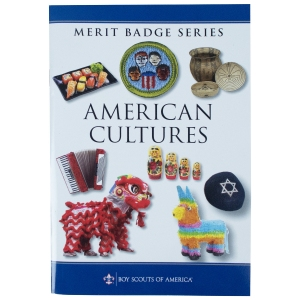 MERIT BADGE SERIES
AMERICAN
CULTURES
BOY SCOUTS OF AMERICA®